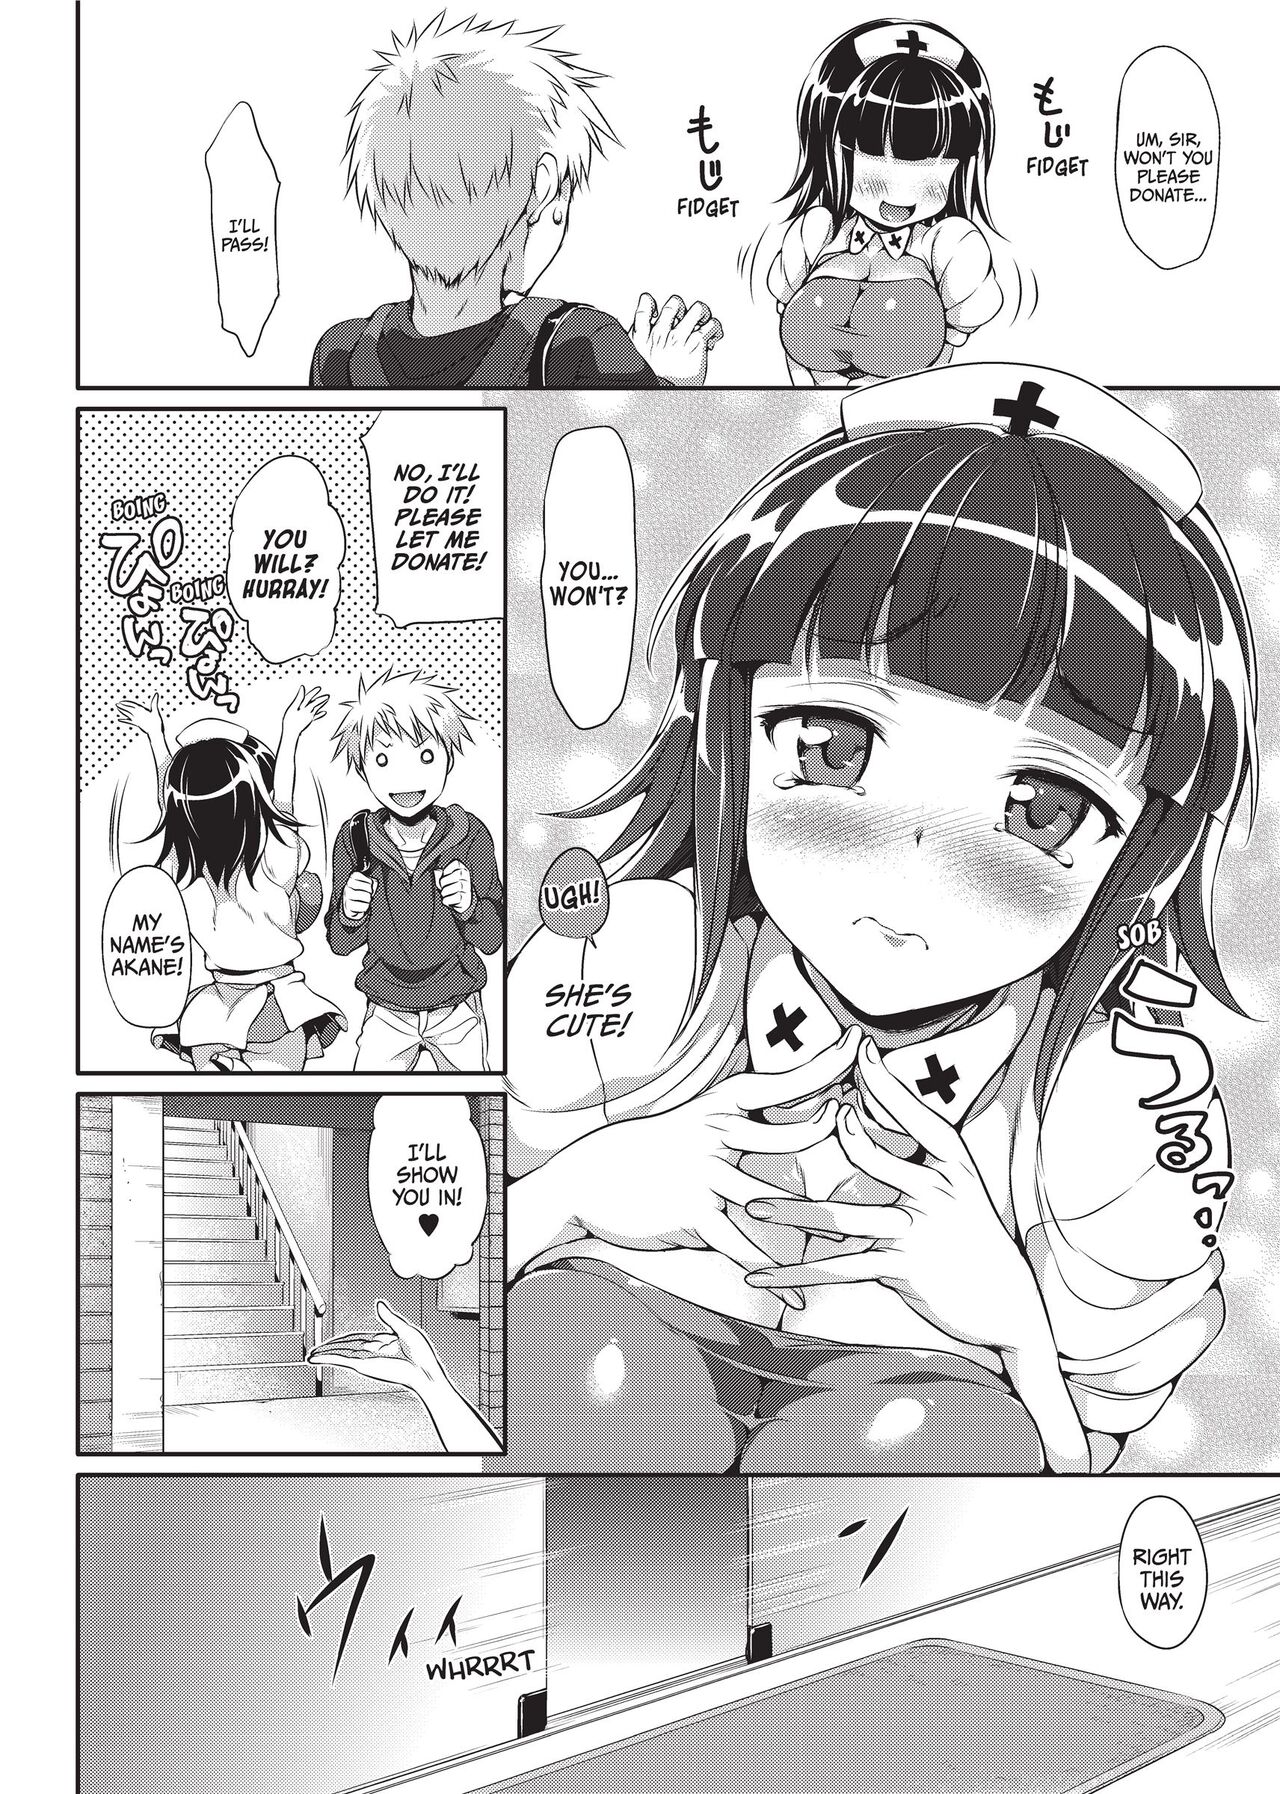 UM, SIR,
WON'T YOU
PLEASE
DONATE...
もじ
FIDGET
もじ
FIDGET
I'LL
PASS!
YOU...
WON'T?
UGH!
SHE'S
CUTE!
SOB
うるっ
NO, I'LL
DO IT!
PLEASE
LET ME
DONATE!
YOU
WILL?
HURRAY!
BOING
ぴょん
BOING
ぴょん
MY
NAME'S
AKANE!
I'LL
SHOW
YOU IN!
♥
RIGHT
THIS
WAY.
ウィーン
WHRRRT